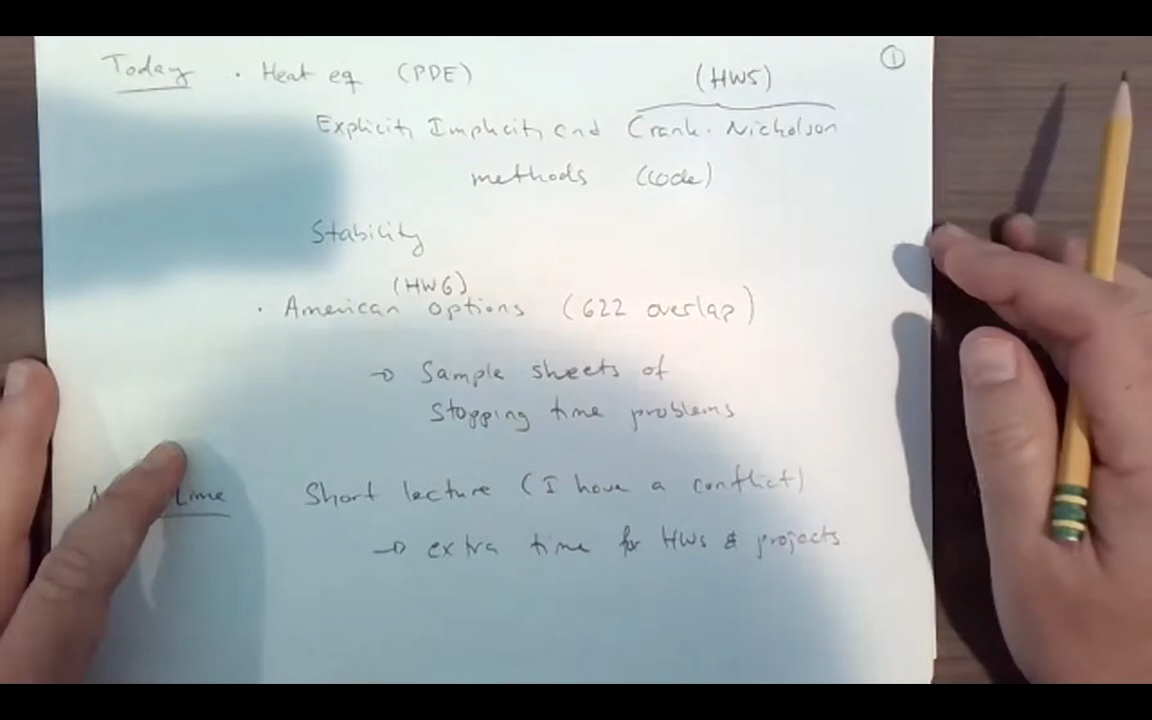 Today · Heat eq (PDE) (HW5) ①
Explicit, Implicit, and Crank-Nicholson
methods (code)
Stability
(HW6)
· American options (622 overlap)
→ Sample sheets of
stopping time problems
time Short lecture (I have a conflict)
→ extra time for HWs & projects